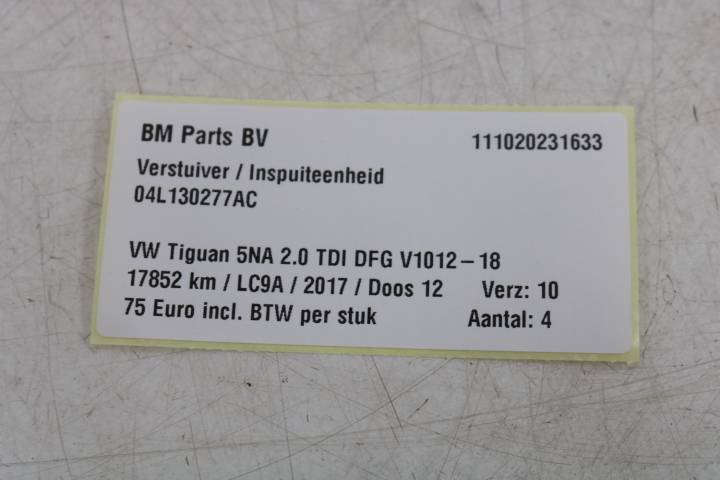 BM Parts BV 111020231633
Verstuiver / Inspuiteenheid
04L130277AC
VW Tiguan 5NA 2.0 TDI DFG V1012-18
17852 km / LC9A / 2017 / Doos 12 Verz: 10
75 Euro incl. BTW per stuk Aantal: 4